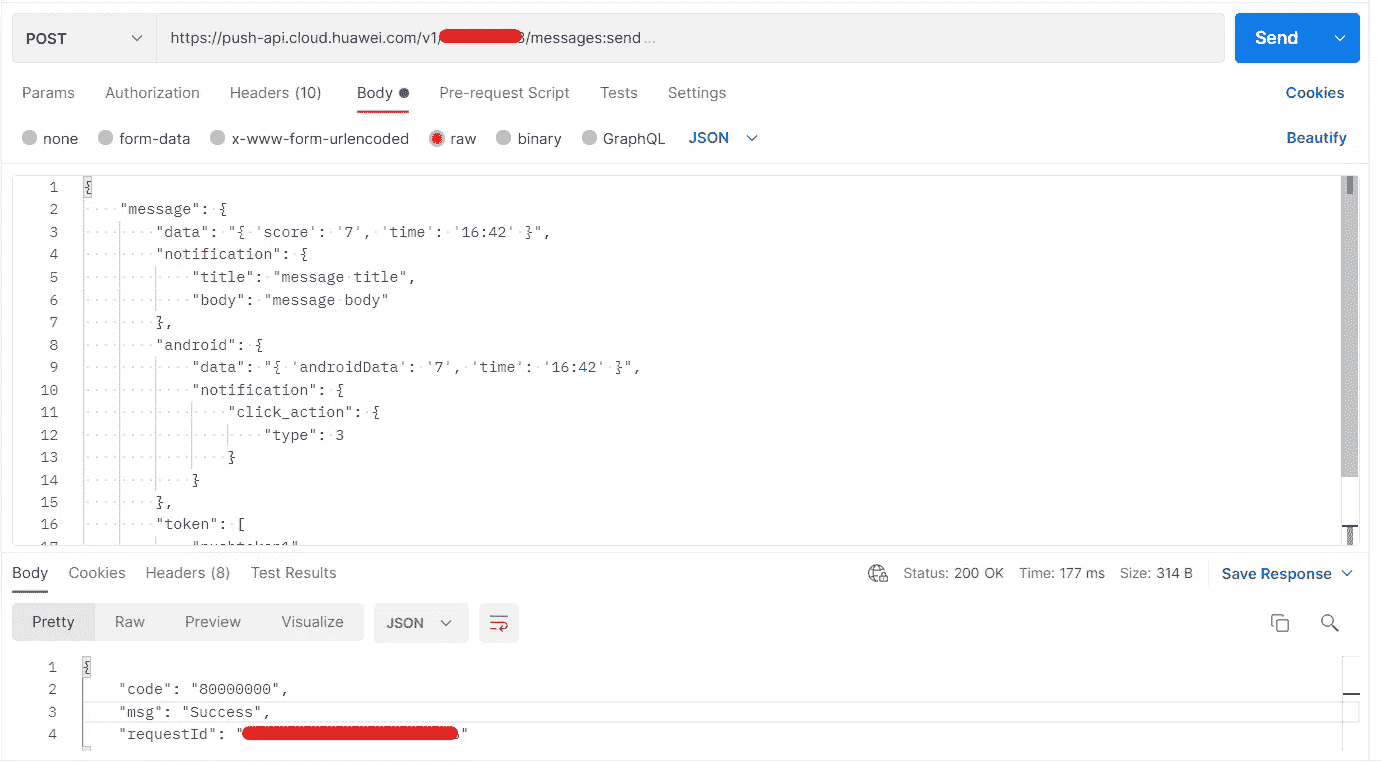 POST https://push-api.cloud.huawei.com/v1/ 3/messages:send ... Send
Params Authorization Headers (10) Body Pre-request Script Tests Settings Cookies
none form-data x-www-form-urlencoded raw binary GraphQL JSON Beautify
1 {
2 "message": {
3 "data": "{ 'score': '7', 'time': '16:42' }",
4 "notification": {
5 "title": "message title",
6 "body": "message body"
7 },
8 "android": {
9 "data": "{ 'androidData': '7', 'time': '16:42' }",
10 "notification": {
11 "click_action": {
12 "type": 3
13 }
14 }
15 },
16 "token": [
17 "pushtoken1"
Body Cookies Headers (8) Test Results Status: 200 OK Time: 177 ms Size: 314 B Save Response
Pretty Raw Preview Visualize JSON
1 {
2 "code": "80000000",
3 "msg": "Success",
4 "requestId": " "